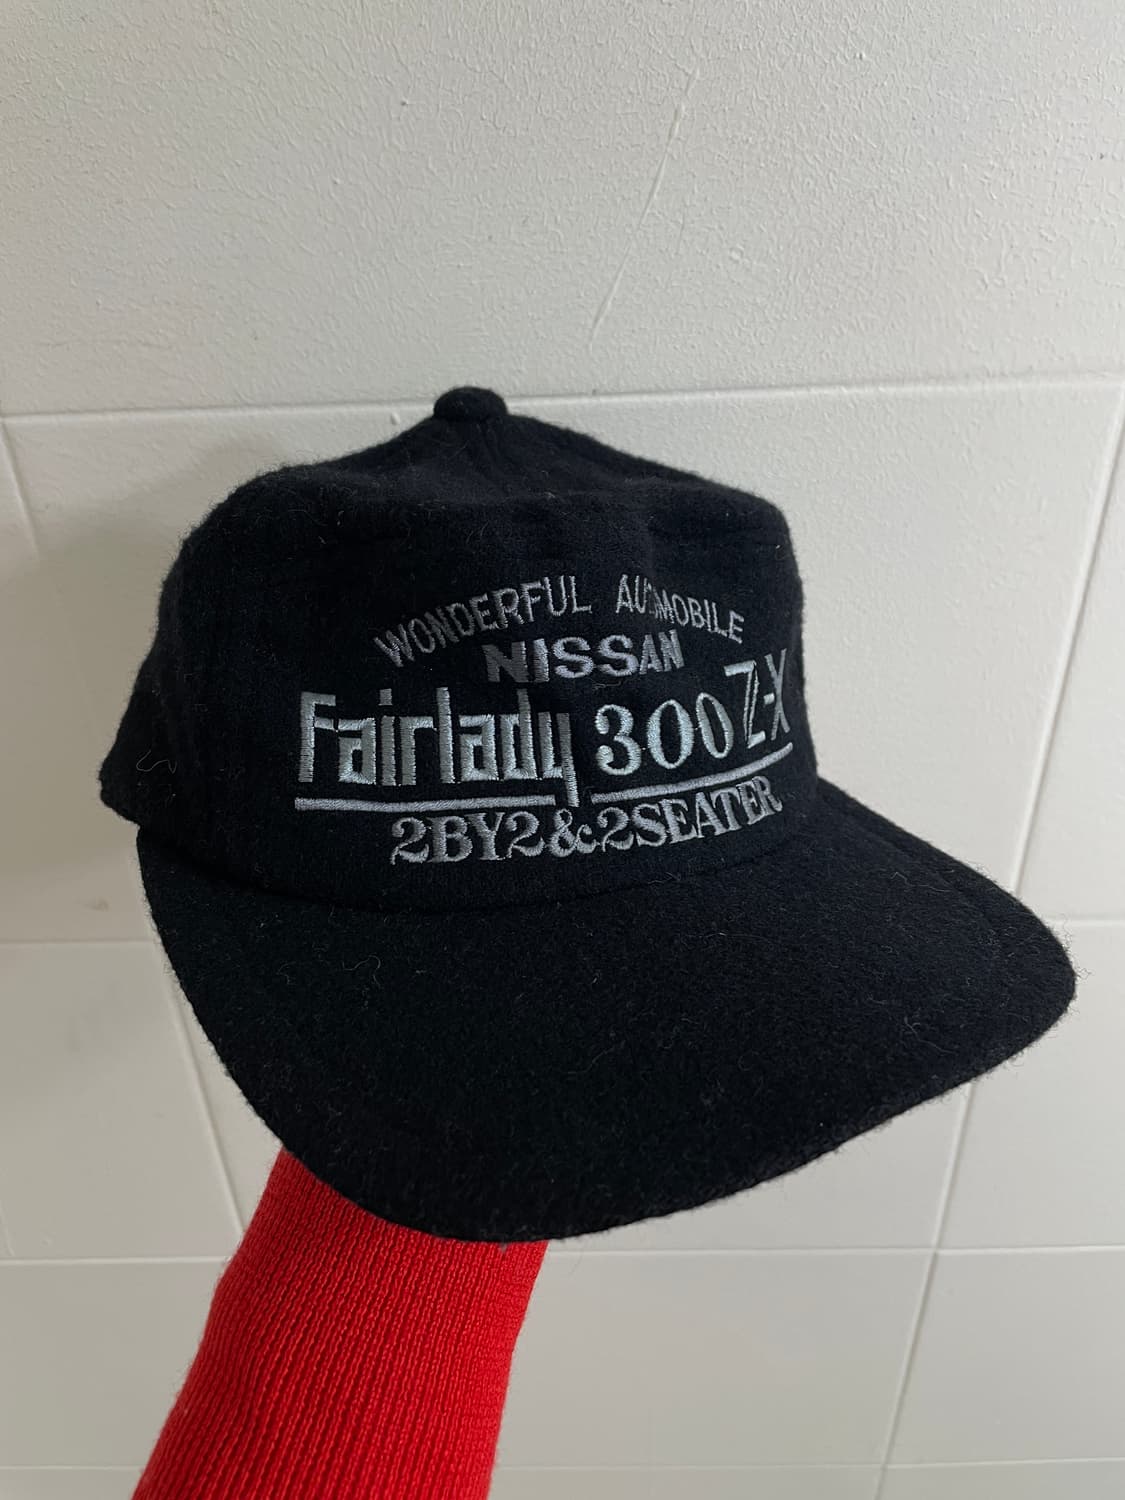 WONDERFUL AUTOMOBILE
NISSAN
Fairlady 300 Z-X
2BY2&2SEATER